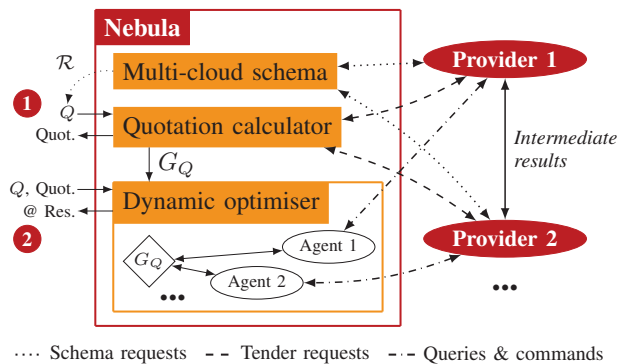 Nebula
ℛ
Multi-cloud schema
Provider 1
1
Q
Quot.
Quotation calculator
G_Q
Intermediate
results
Q, Quot.
@ Res.
Dynamic optimiser
2
Provider 2
G_Q
Agent 1
Agent 2
•••
•••
Schema requests
Tender requests
Queries & commands